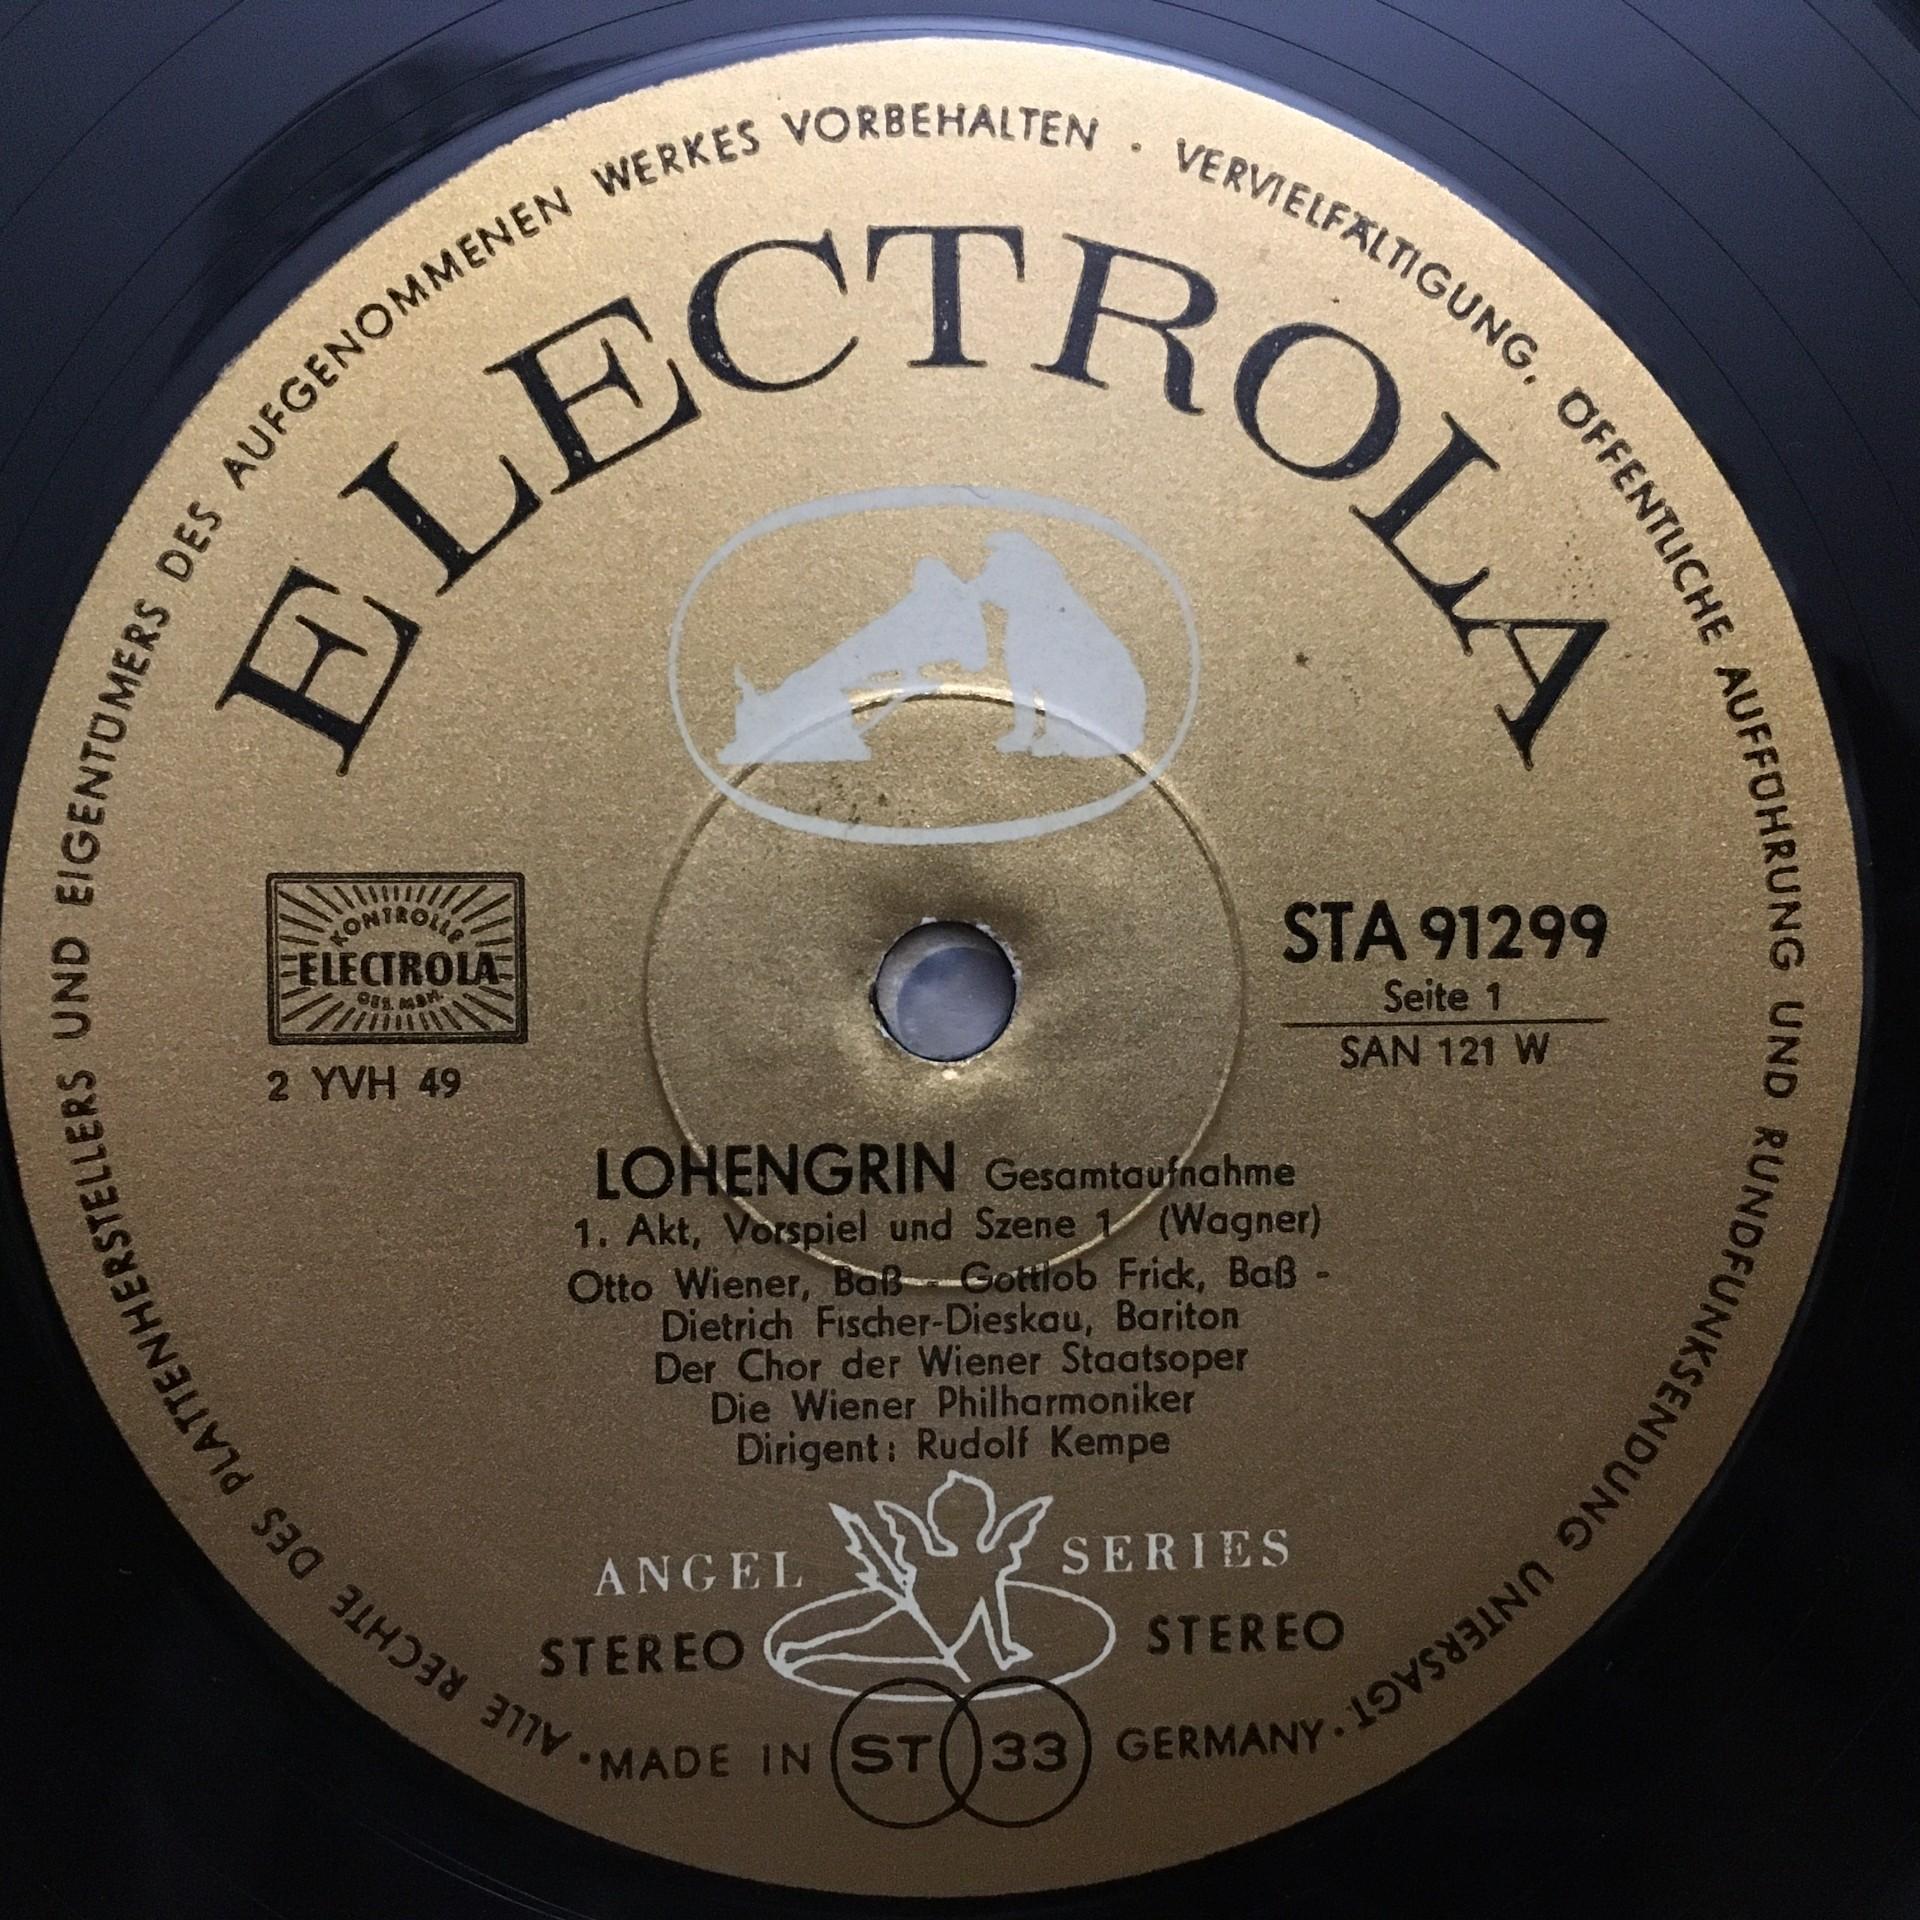 ALLE RECHTE DES PLATTENHERSTELLERS UND EIGENTÜMERS DES AUFGENOMMENEN WERKES VORBEHALTEN · VERVIELFÄLTIGUNG, ÖFFENTLICHE AUFFÜHRUNG UND RUNDFUNKSENDUNG UNTERSAGT ·
ELECTROLA
KONTROLLE
ELECTROLA
GES. M.B.H.
2 YVH 49
STA 91299
Seite 1
SAN 121 W
LOHENGRIN Gesamtaufnahme
1. Akt, Vorspiel und Szene 1 (Wagner)
Otto Wiener, Baß - Gottlob Frick, Baß -
Dietrich Fischer-Dieskau, Bariton
Der Chor der Wiener Staatsoper
Die Wiener Philharmoniker
Dirigent: Rudolf Kempe
ANGEL SERIES
STEREO STEREO
· MADE IN ST 33 GERMANY ·